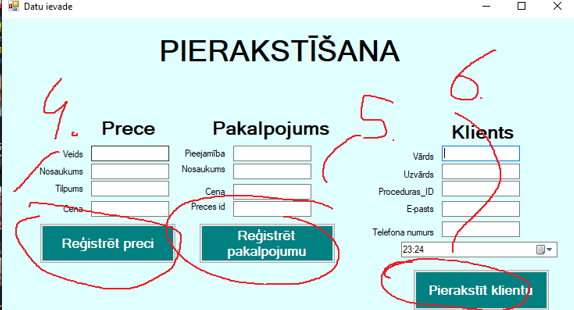 Datu ievade
PIERAKSTĪŠANA
4.
5.
6.
Prece
Veids
Nosaukums
Tilpums
Cena
Reģistrēt preci
Pakalpojums
Pieejamība
Nosaukums
Cena
Preces id
Reģistrēt
pakalpojumu
Klients
Vārds
Uzvārds
Proceduras_ID
E-pasts
Telefona numurs
23:24
Pierakstīt klientu